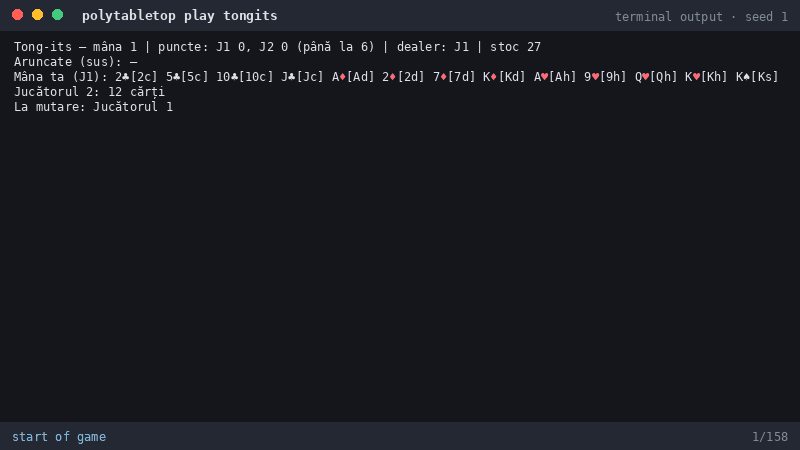 polytabletop play tongits
terminal output · seed 1
Tong-its — mâna 1 | puncte: J1 0, J2 0 (până la 6) | dealer: J1 | stoc 27
Aruncate (sus): —
Mâna ta (J1): 2♣[2c] 5♣[5c] 10♣[10c] J♣[Jc] A♦[Ad] 2♦[2d] 7♦[7d] K♦[Kd] A♥[Ah] 9♥[9h] Q♥[Qh] K♥[Kh] K♠[Ks]
Jucătorul 2: 12 cărți
La mutare: Jucătorul 1
start of game
1/158